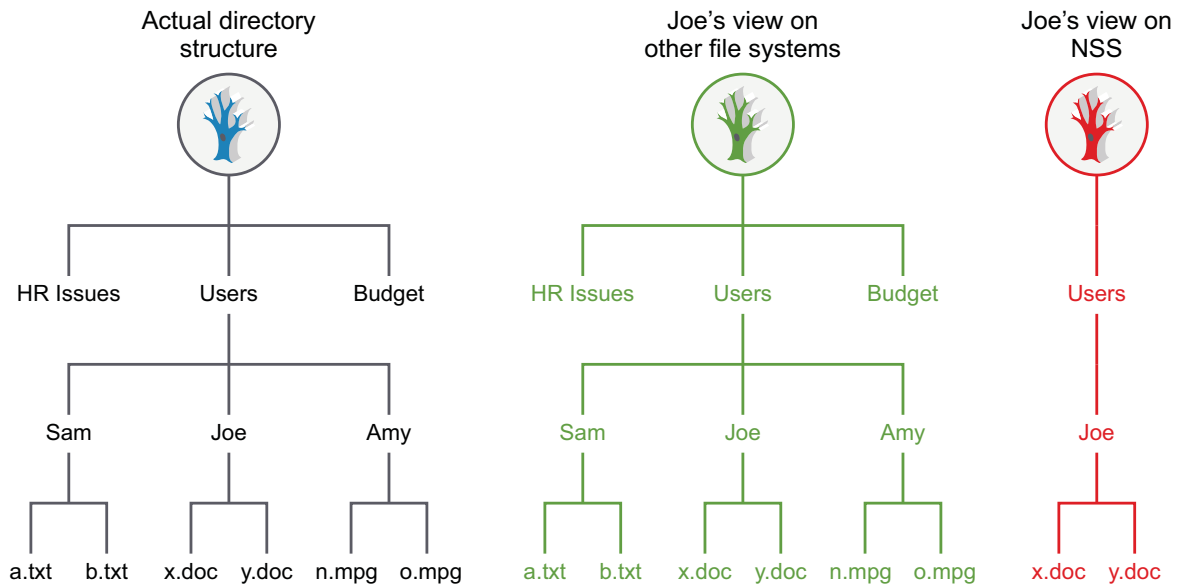 Actual directory
structure
Joe's view on
other file systems
Joe's view on
NSS
HR Issues Users Budget
HR Issues Users Budget
Users
Sam Joe Amy
Sam Joe Amy
Joe
a.txt b.txt x.doc y.doc n.mpg o.mpg
a.txt b.txt x.doc y.doc n.mpg o.mpg
x.doc y.doc